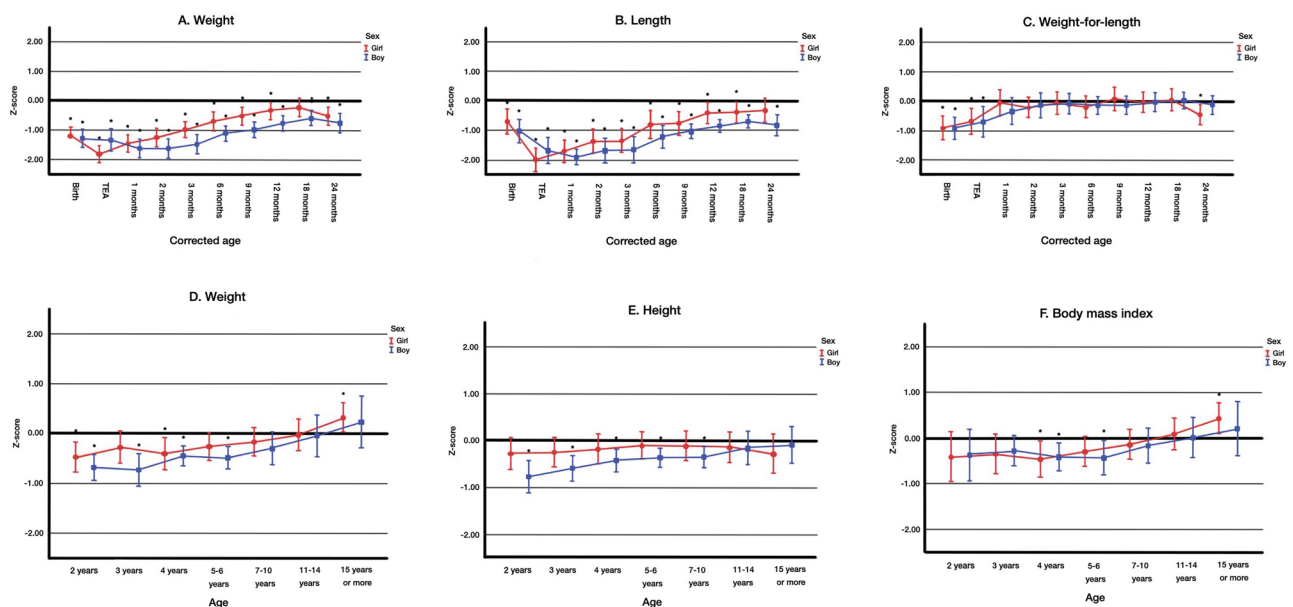 A. Weight
Sex
Girl
Boy
Z-score
2.00
1.00
0.00
-1.00
-2.00
Birth
TEA
1 months
2 months
3 months
6 months
9 months
12 months
18 months
24 months
Corrected age
B. Length
Sex
Girl
Boy
Z-score
2.00
1.00
0.00
-1.00
-2.00
Birth
TEA
1 months
2 months
3 months
6 months
9 months
12 months
18 months
24 months
Corrected age
C. Weight-for-length
Sex
Girl
Boy
Z-score
2.00
1.00
0.00
-1.00
-2.00
Birth
TEA
1 months
2 months
3 months
6 months
9 months
12 months
18 months
24 months
Corrected age
D. Weight
Sex
Girl
Boy
Z-score
2.00
1.00
0.00
-1.00
-2.00
2 years
3 years
4 years
5-6
years
7-10
years
11-14
years
15 years
or more
Age
E. Height
Sex
Girl
Boy
Z-score
2.00
1.00
0.00
-1.00
-2.00
2 years
3 years
4 years
5-6
years
7-10
years
11-14
years
15 years
or more
Age
F. Body mass index
Sex
Girl
Boy
Z-score
2.00
1.00
0.00
-1.00
-2.00
2 years
3 years
4 years
5-6
years
7-10
years
11-14
years
15 years
or more
Age